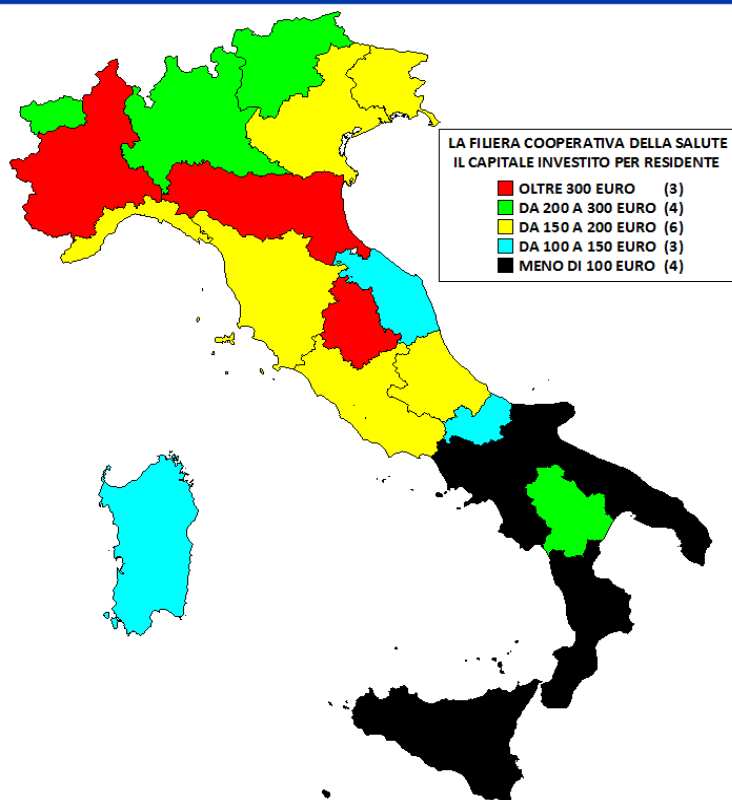 LA FILIERA COOPERATIVA DELLA SALUTE
IL CAPITALE INVESTITO PER RESIDENTE
OLTRE 300 EURO (3)
DA 200 A 300 EURO (4)
DA 150 A 200 EURO (6)
DA 100 A 150 EURO (3)
MENO DI 100 EURO (4)